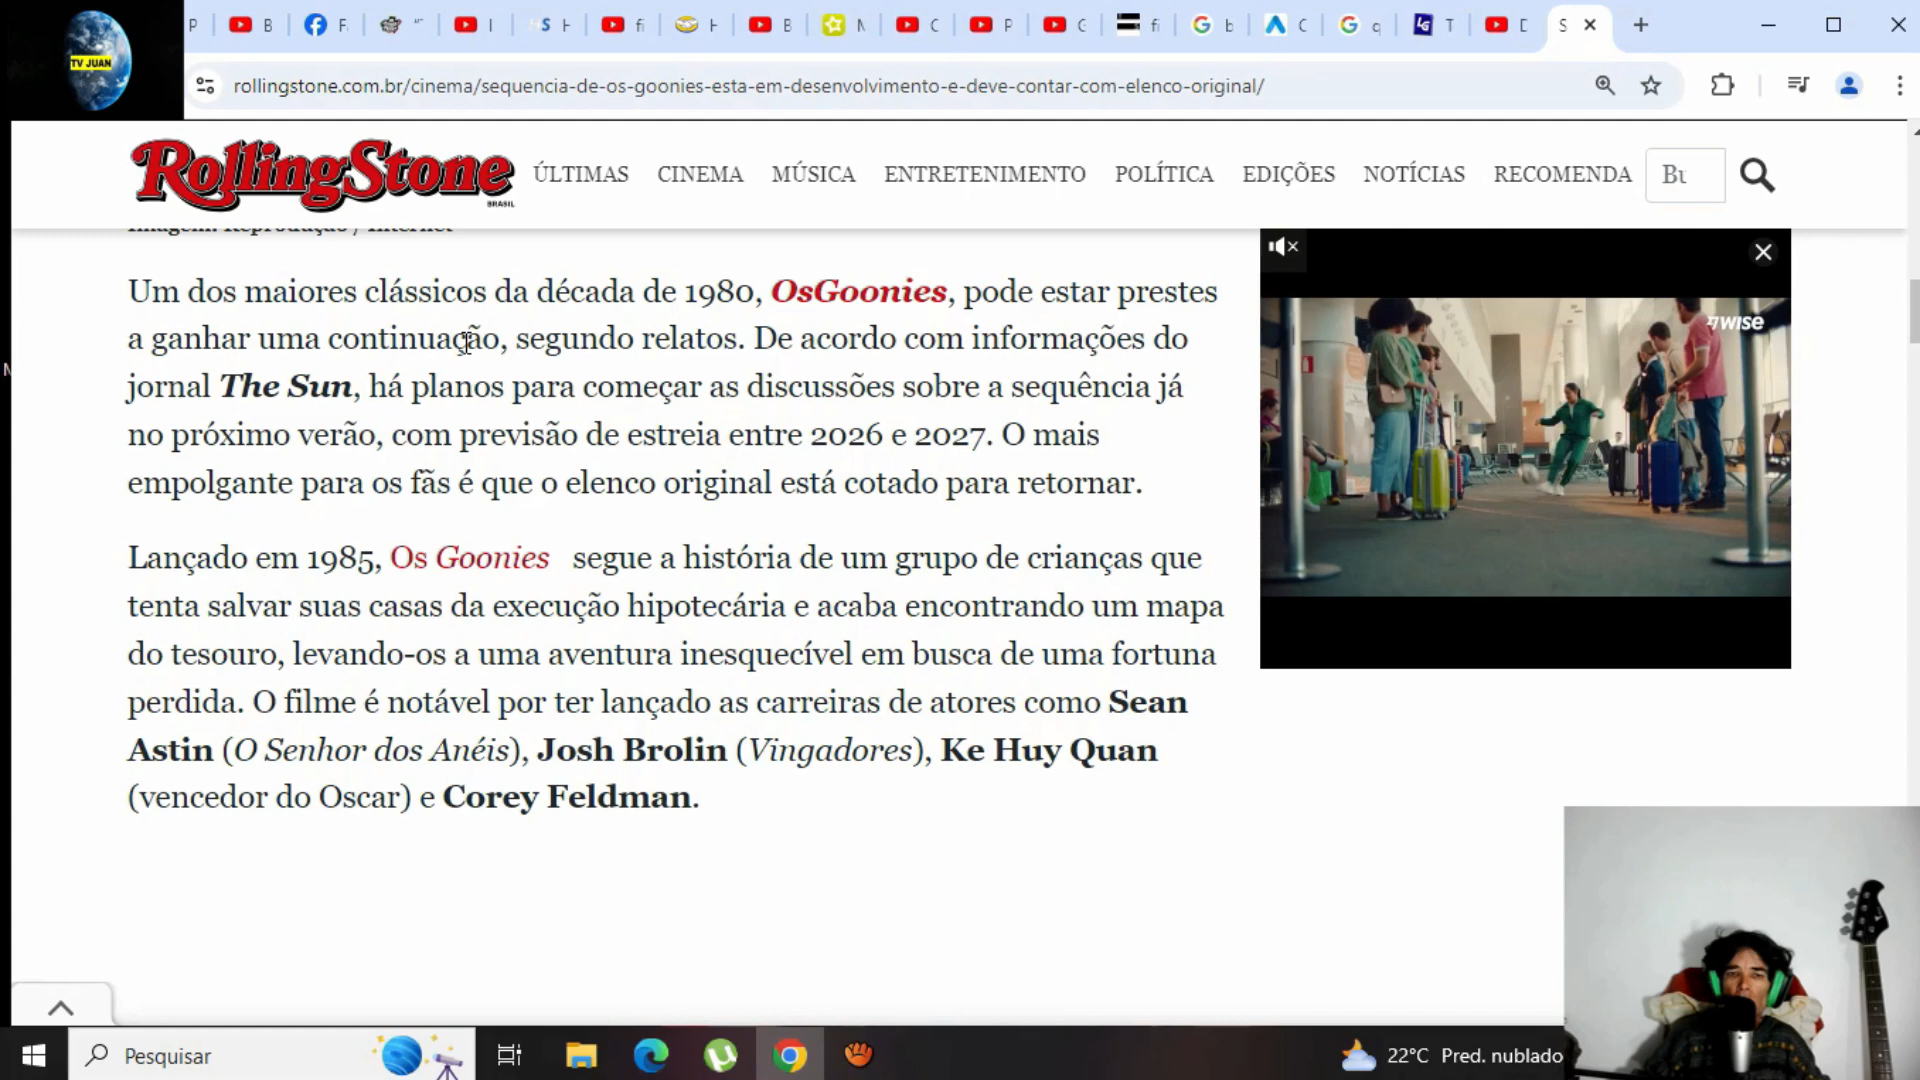 TV JUAN
P
B
F
I
H
fi
H
B
M
C
P
C
fi
b
C
q
T
D
S
rollingstone.com.br/cinema/sequencia-de-os-goonies-esta-em-desenvolvimento-e-deve-contar-com-elenco-original/
RollingStone
BRASIL
ÚLTIMAS CINEMA MÚSICA ENTRETENIMENTO POLÍTICA EDIÇÕES NOTÍCIAS RECOMENDA
Bu
Imagem: Reprodução / Internet
Um dos maiores clássicos da década de 1980, OsGoonies, pode estar prestes
a ganhar uma continuação, segundo relatos. De acordo com informações do
jornal The Sun, há planos para começar as discussões sobre a sequência já
no próximo verão, com previsão de estreia entre 2026 e 2027. O mais
empolgante para os fãs é que o elenco original está cotado para retornar.
Lançado em 1985, Os Goonies segue a história de um grupo de crianças que
tenta salvar suas casas da execução hipotecária e acaba encontrando um mapa
do tesouro, levando-os a uma aventura inesquecível em busca de uma fortuna
perdida. O filme é notável por ter lançado as carreiras de atores como Sean
Astin (O Senhor dos Anéis), Josh Brolin (Vingadores), Ke Huy Quan
(vencedor do Oscar) e Corey Feldman.
WISE
Pesquisar
22°C Pred. nublado